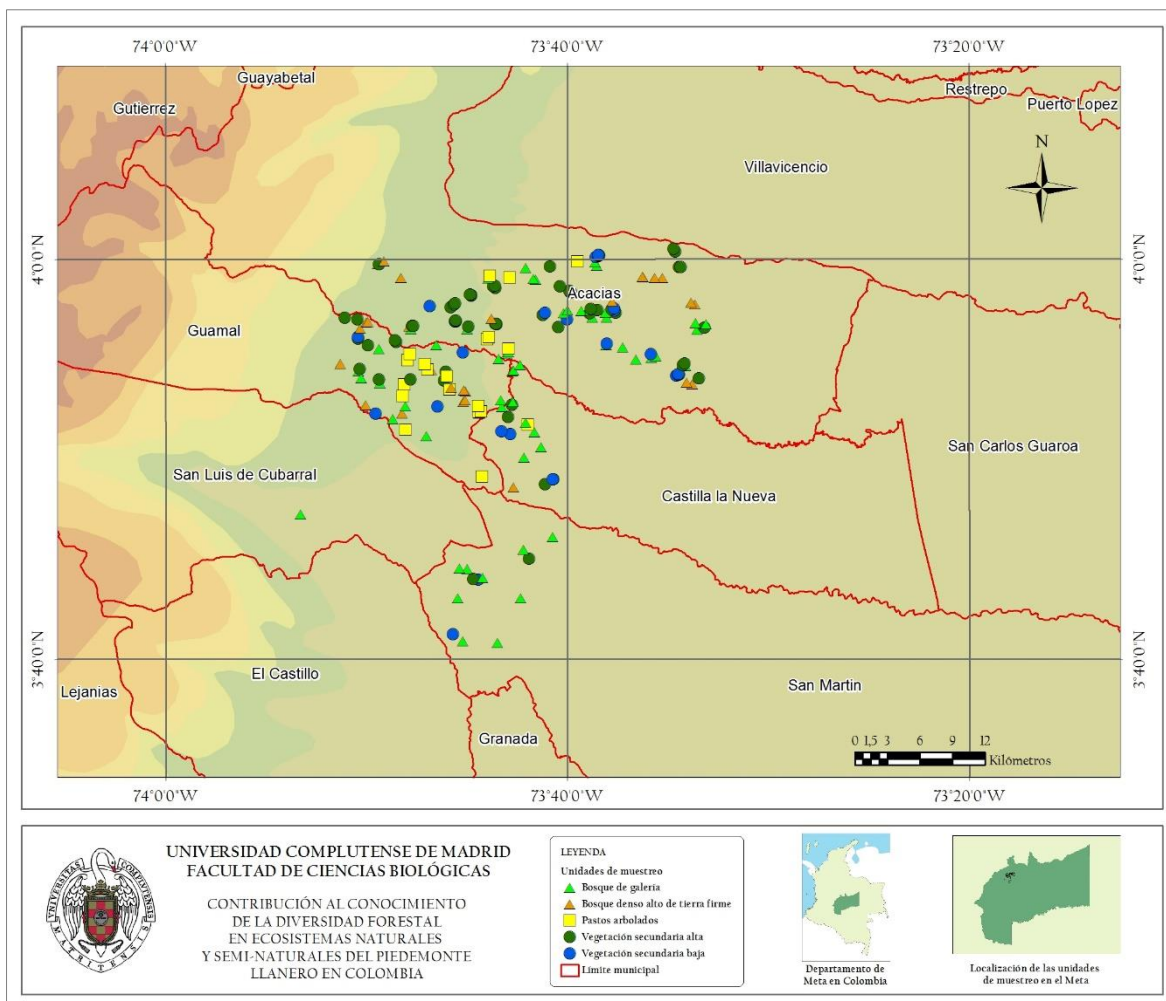 74°0'0"W
73°40'0"W
73°20'0"W
Guayabetal
Restrepo
Gutierrez
Puerto Lopez
Villavicencio
N
4°0'0"N
4°0'0"N
Acacias
Guamal
San Luis de Cubarral
San Carlos Guaroa
Castilla la Nueva
3°40'0"N
3°40'0"N
El Castillo
Lejanias
San Martin
Granada
0 1,5 3 6 9 12
Kilómetros
74°0'0"W
73°40'0"W
73°20'0"W
UNIVERSITAS COMPLUTENSIS
MATRITENSIS
UNIVERSIDAD COMPLUTENSE DE MADRID
FACULTAD DE CIENCIAS BIOLÓGICAS
CONTRIBUCIÓN AL CONOCIMIENTO
DE LA DIVERSIDAD FORESTAL
EN ECOSISTEMAS NATURALES
Y SEMI-NATURALES DEL PIEDEMONTE
LLANERO EN COLOMBIA
LEYENDA
Unidades de muestreo
Bosque de galería
Bosque denso alto de tierra firme
Pastos arbolados
Vegetación secundaria alta
Vegetación secundaria baja
Límite municipal
Departamento de
Meta en Colombia
Localización de las unidades
de muestreo en el Meta